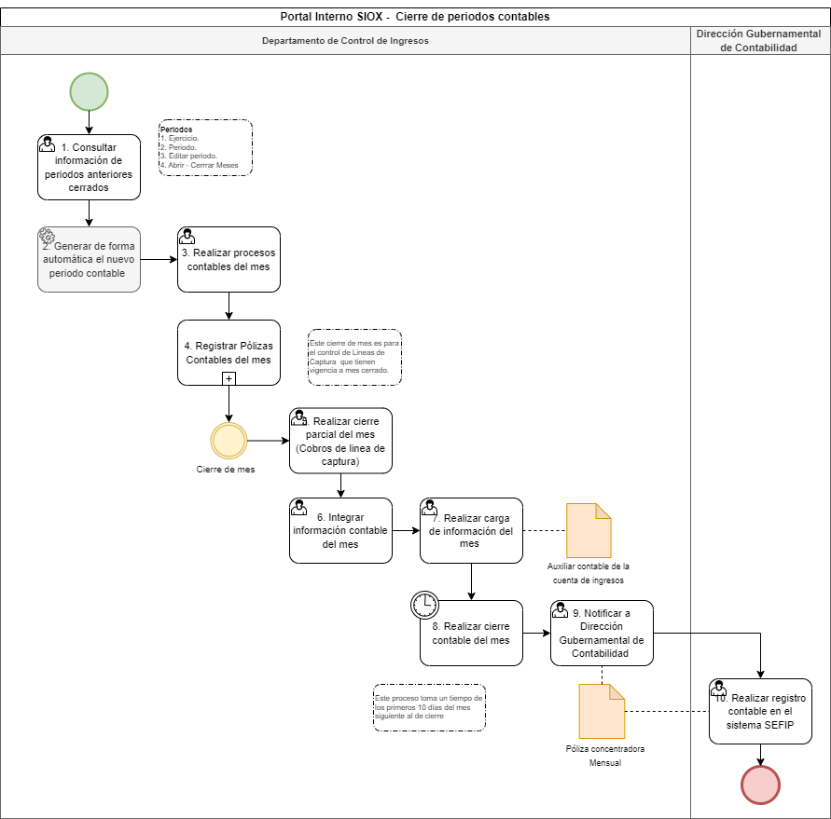 Portal Interno SIOX - Cierre de periodos contables
Departamento de Control de Ingresos
Dirección Gubernamental
de Contabilidad
1. Consultar
información de
periodos anteriores
cerrados
Periodos
1. Ejercicio.
2. Periodo.
3. Editar periodo.
4. Abrir - Cerrrar Meses
2. Generar de forma
automática el nuevo
periodo contable
3. Realizar procesos
contables del mes
4. Registrar Pólizas
Contables del mes
+
Este cierre de mes es para
el control de Lineas de
Captura que tienen
vigencia a mes cerrado.
Cierre de mes
. Realizar cierre
parcial del mes
(Cobros de linea de
captura)
6. Integrar
información contable
del mes
7. Realizar carga
de información del
mes
Auxiliar contable de la
cuenta de ingresos
8. Realizar cierre
contable del mes
9. Notificar a
Dirección
Gubernamental de
Contabilidad
Este proceso toma un tiempo de
los primeros 10 días del mes
siguiente al de cierre
Póliza concentradora
Mensual
10. Realizar registro
contable en el
sistema SEFIP